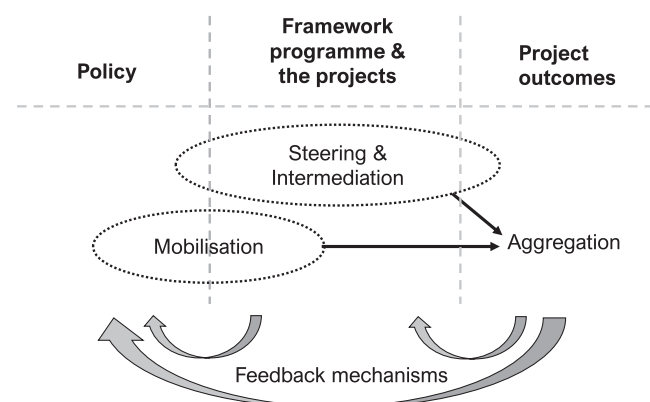 Policy
Framework
programme &
the projects
Project
outcomes
Steering &
Intermediation
Mobilisation
Aggregation
Feedback mechanisms